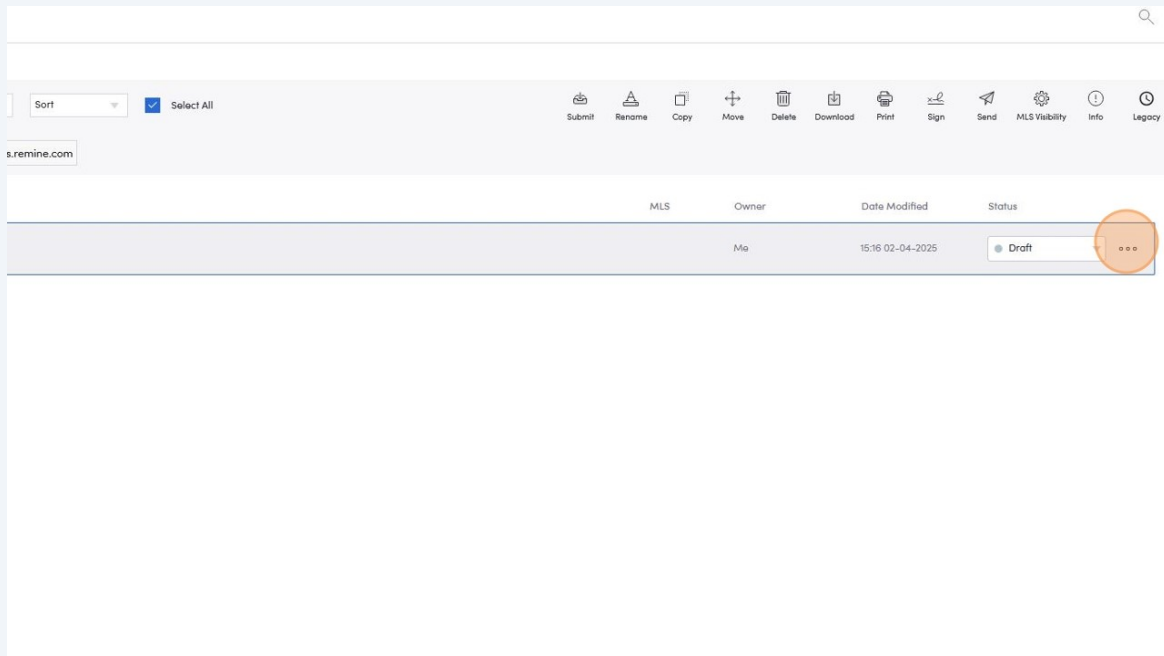 Sort Select All Submit Rename Copy Move Delete Download Print Sign Send MLS Visibility Info Legacy
s.remine.com
MLS Owner Date Modified Status
Me 15:16 02-04-2025 Draft